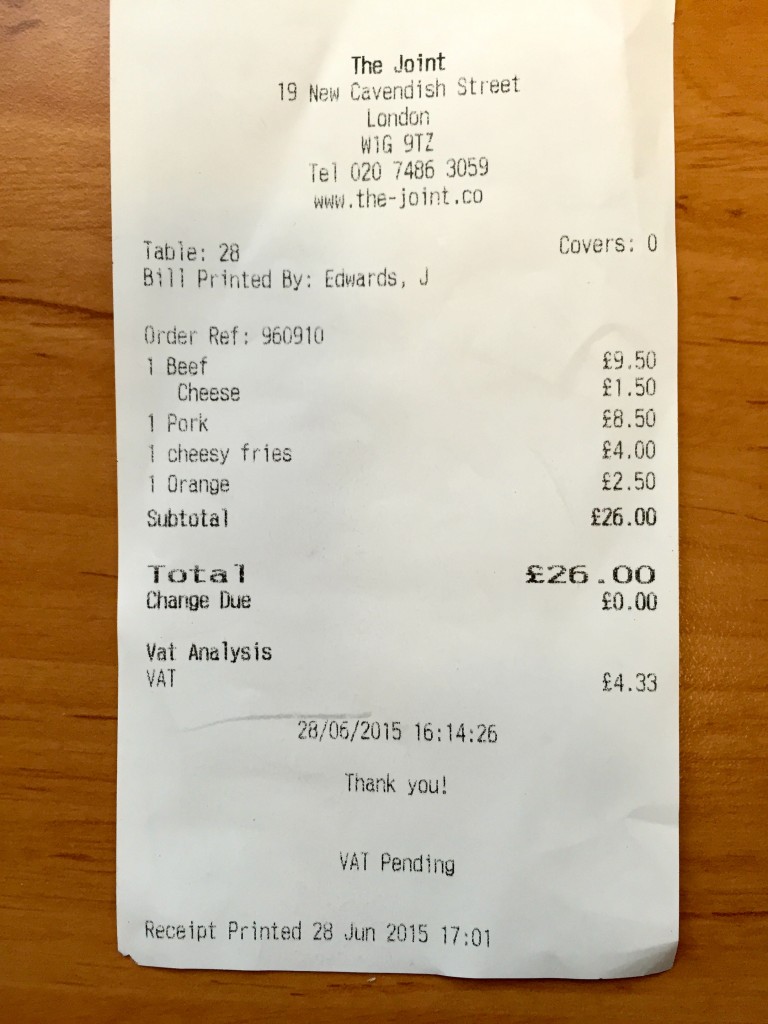 The Joint
19 New Cavendish Street
London
W1G 9TZ
Tel 020 7486 3059
www.the-joint.co
Table: 28 Covers: 0
Bill Printed By: Edwards, J
Order Ref: 960910
1 Beef £9.50
Cheese £1.50
1 Pork £8.50
1 cheesy fries £4.00
1 Orange £2.50
Subtotal £26.00
Total £26.00
Change Due £0.00
Vat Analysis
VAT £4.33
28/06/2015 16:14:26
Thank you!
VAT Pending
Receipt Printed 28 Jun 2015 17:01